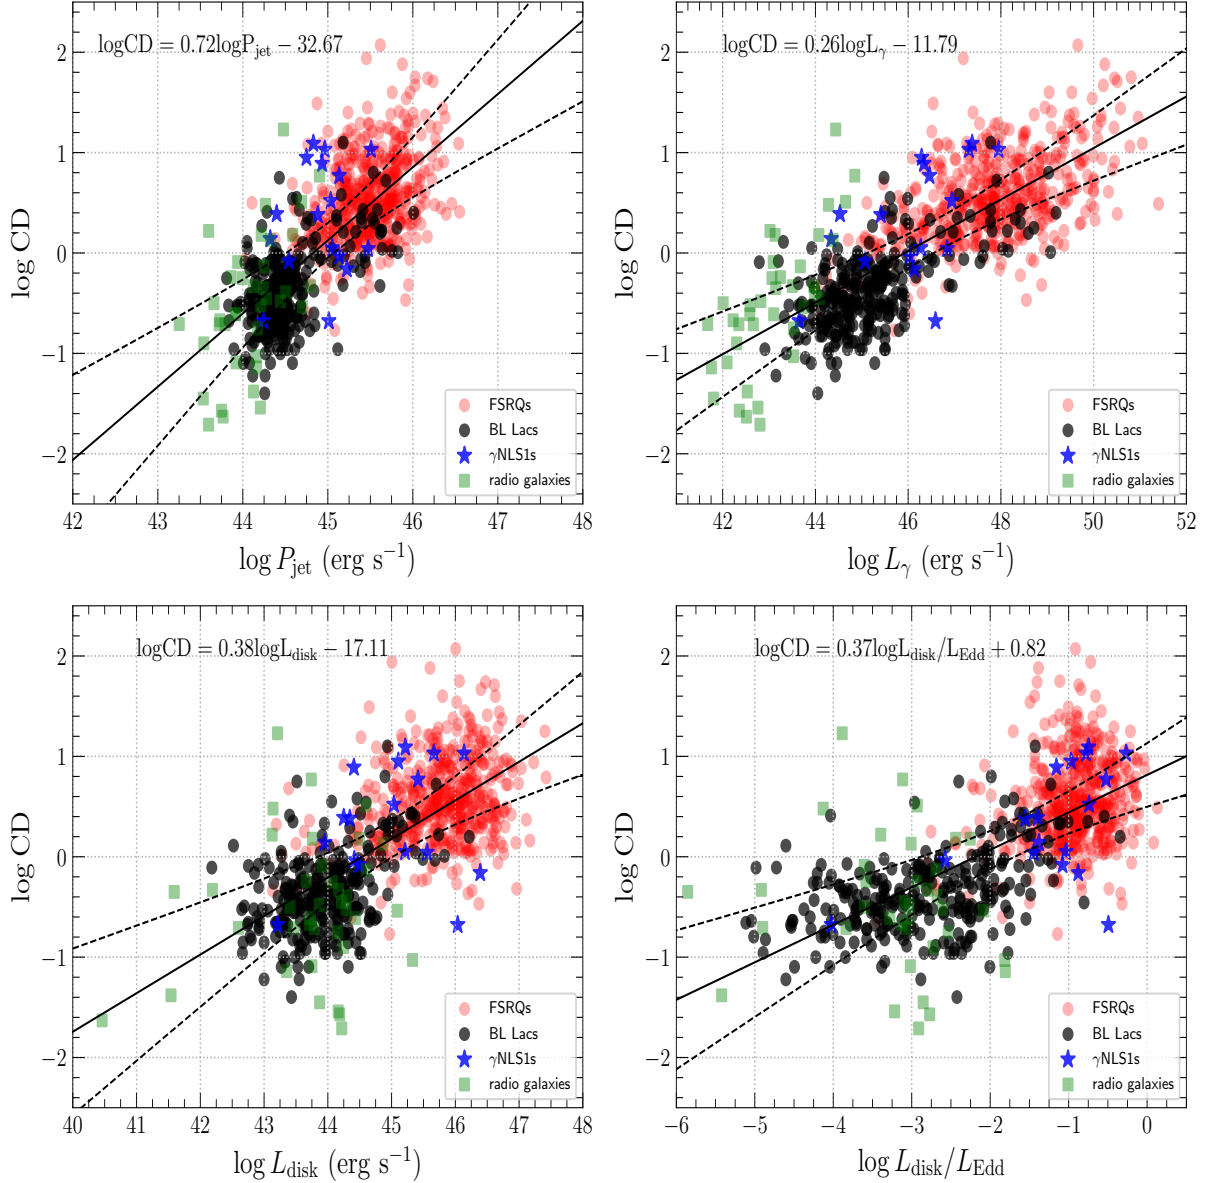 logCD = 0.72logP_jet − 32.67
log CD
2
1
0
−1
−2
FSRQs
BL Lacs
γNLS1s
radio galaxies
42 43 44 45 46 47 48
log P_jet (erg s⁻¹)
logCD = 0.26logL_γ − 11.79
log CD
2
1
0
−1
−2
FSRQs
BL Lacs
γNLS1s
radio galaxies
42 44 46 48 50 52
log L_γ (erg s⁻¹)
logCD = 0.38logL_disk − 17.11
log CD
2
1
0
−1
−2
FSRQs
BL Lacs
γNLS1s
radio galaxies
40 41 42 43 44 45 46 47 48
log L_disk (erg s⁻¹)
logCD = 0.37logL_disk/L_Edd + 0.82
log CD
2
1
0
−1
−2
FSRQs
BL Lacs
γNLS1s
radio galaxies
−6 −5 −4 −3 −2 −1 0
log L_disk/L_Edd